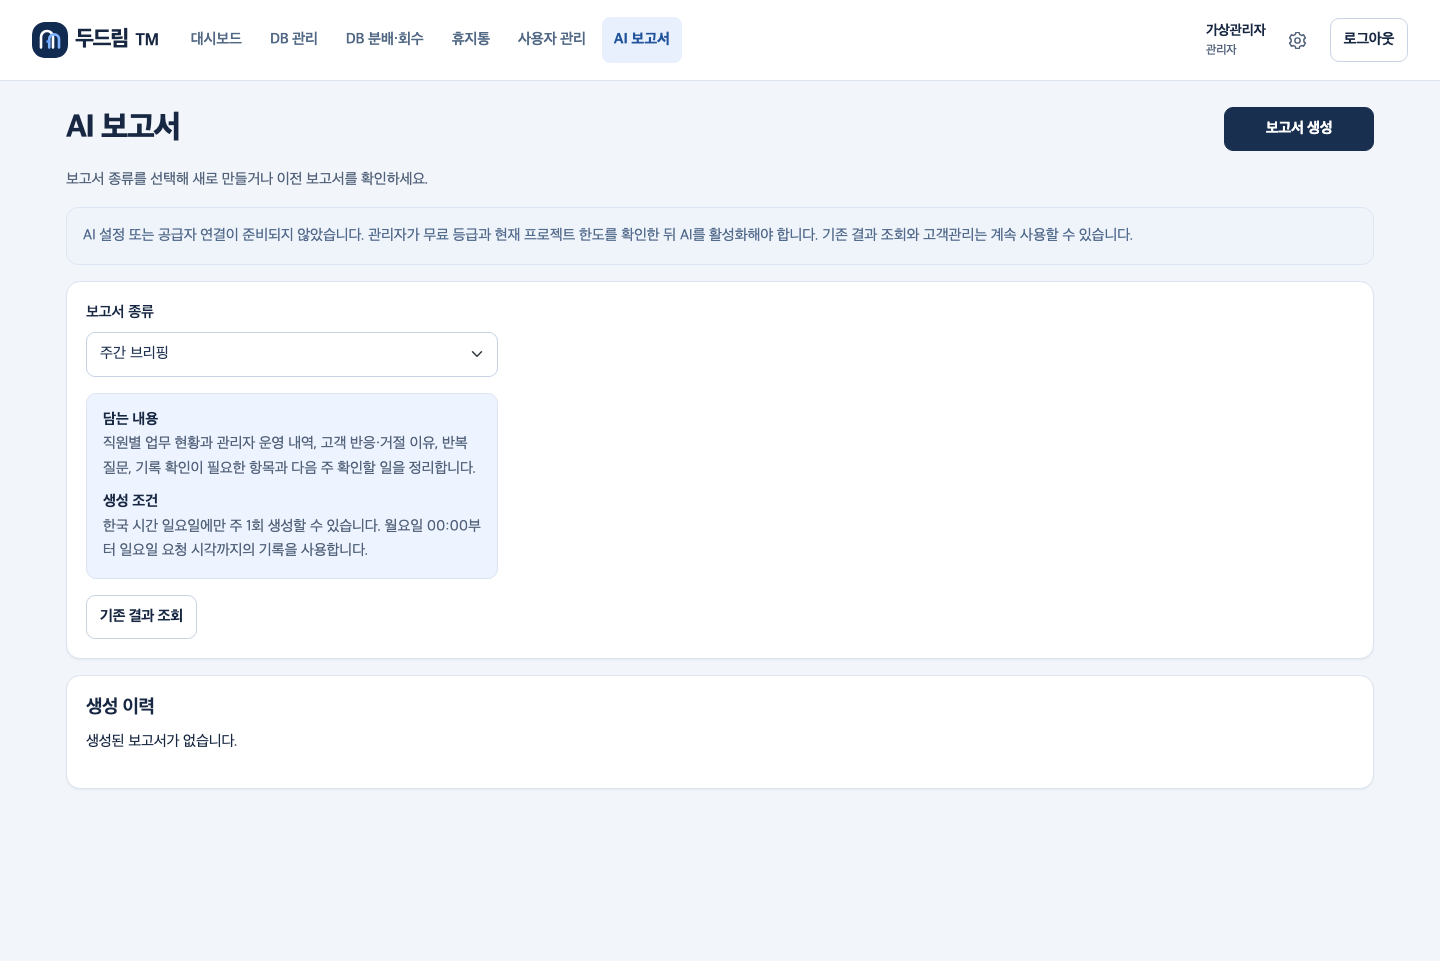 두드림 TM
대시보드
DB 관리
DB 분배·회수
휴지통
사용자 관리
AI 보고서
가상관리자
관리자
로그아웃
AI 보고서
보고서 생성
보고서 종류를 선택해 새로 만들거나 이전 보고서를 확인하세요.
AI 설정 또는 공급자 연결이 준비되지 않았습니다. 관리자가 무료 등급과 현재 프로젝트 한도를 확인한 뒤 AI를 활성화해야 합니다. 기존 결과 조회와 고객관리는 계속 사용할 수 있습니다.
보고서 종류
주간 브리핑
담는 내용
직원별 업무 현황과 관리자 운영 내역, 고객 반응·거절 이유, 반복
질문, 기록 확인이 필요한 항목과 다음 주 확인할 일을 정리합니다.
생성 조건
한국 시간 일요일에만 주 1회 생성할 수 있습니다. 월요일 00:00부
터 일요일 요청 시각까지의 기록을 사용합니다.
기존 결과 조회
생성 이력
생성된 보고서가 없습니다.